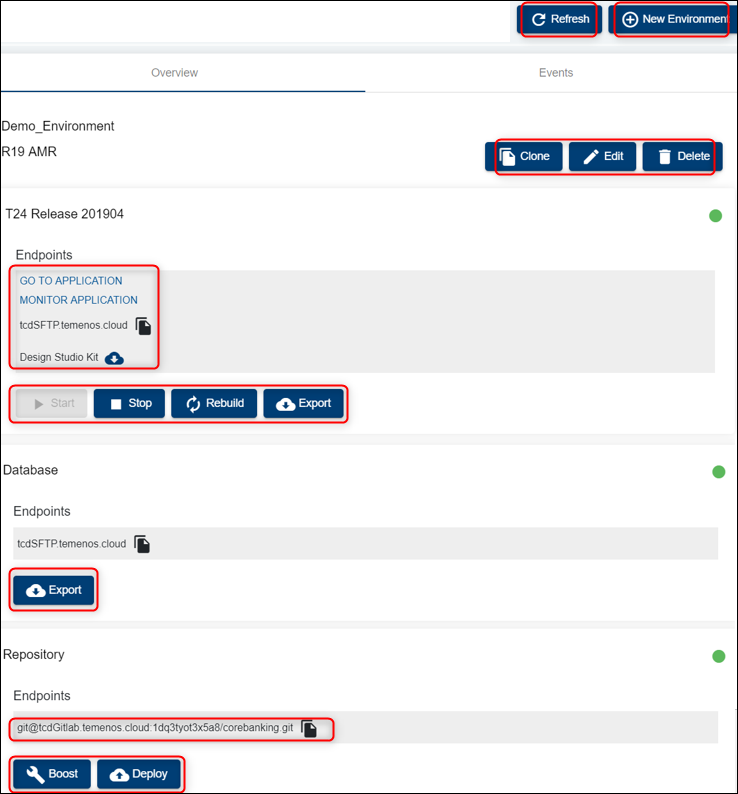 Refresh New Environment
Overview Events
Demo_Environment
R19 AMR
Clone Edit Delete
T24 Release 201904
Endpoints
GO TO APPLICATION
MONITOR APPLICATION
tcdSFTP.temenos.cloud
Design Studio Kit
Start Stop Rebuild Export
Database
Endpoints
tcdSFTP.temenos.cloud
Export
Repository
Endpoints
git@tcdGitlab.temenos.cloud:1dq3tyot3x5a8/corebanking.git
Boost Deploy